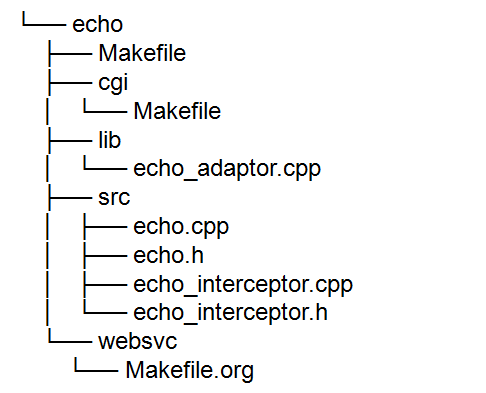 echo
Makefile
cgi
Makefile
lib
echo_adaptor.cpp
src
echo.cpp
echo.h
echo_interceptor.cpp
echo_interceptor.h
websvc
Makefile.org